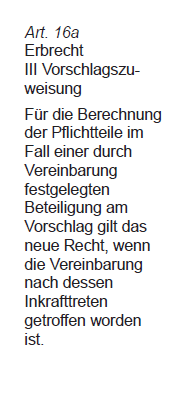 Art. 16a
Erbrecht
III Vorschlagszu-
weisung
Für die Berechnung
der Pflichtteile im
Fall einer durch
Vereinbarung
festgelegten
Beteiligung am
Vorschlag gilt das
neue Recht, wenn
die Vereinbarung
nach dessen
Inkrafttreten
getroffen worden
ist.